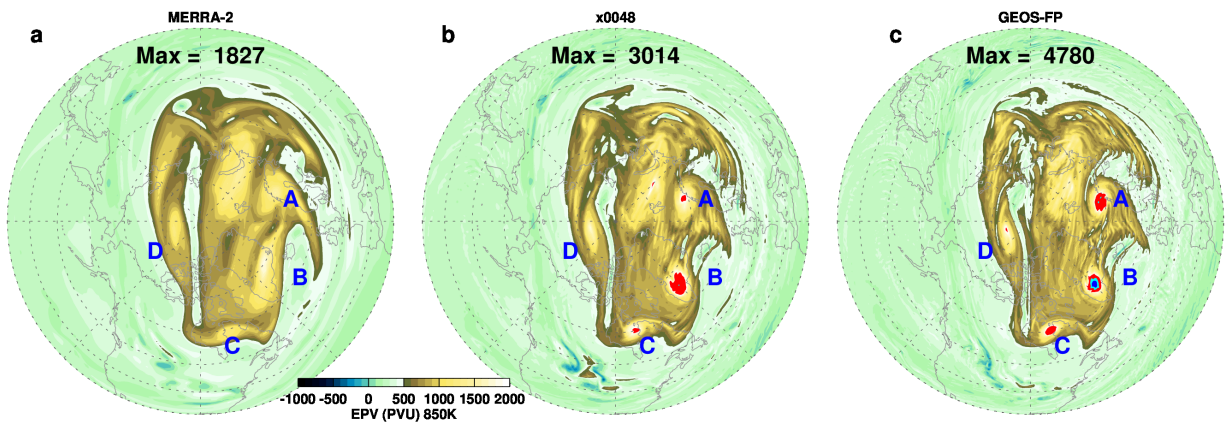 MERRA-2
a
Max = 1827
A
D
B
C
x0048
b
Max = 3014
A
D
B
C
GEOS-FP
c
Max = 4780
A
D
B
C
-1000 -500 0 500 1000 1500 2000
EPV (PVU) 850K